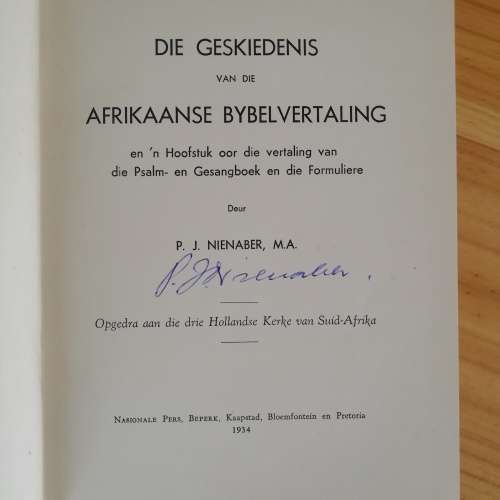 DIE GESKIEDENIS
VAN DIE
AFRIKAANSE BYBELVERTALING
en 'n Hoofstuk oor die vertaling van
die Psalm- en Gesangboek en die Formuliere
Deur
P. J. NIENABER, M.A.
P. J. Nienaber.
Opgedra aan die drie Hollandse Kerke van Suid-Afrika
NASIONALE PERS, BEPERK, Kaapstad, Bloemfontein en Pretoria
1934